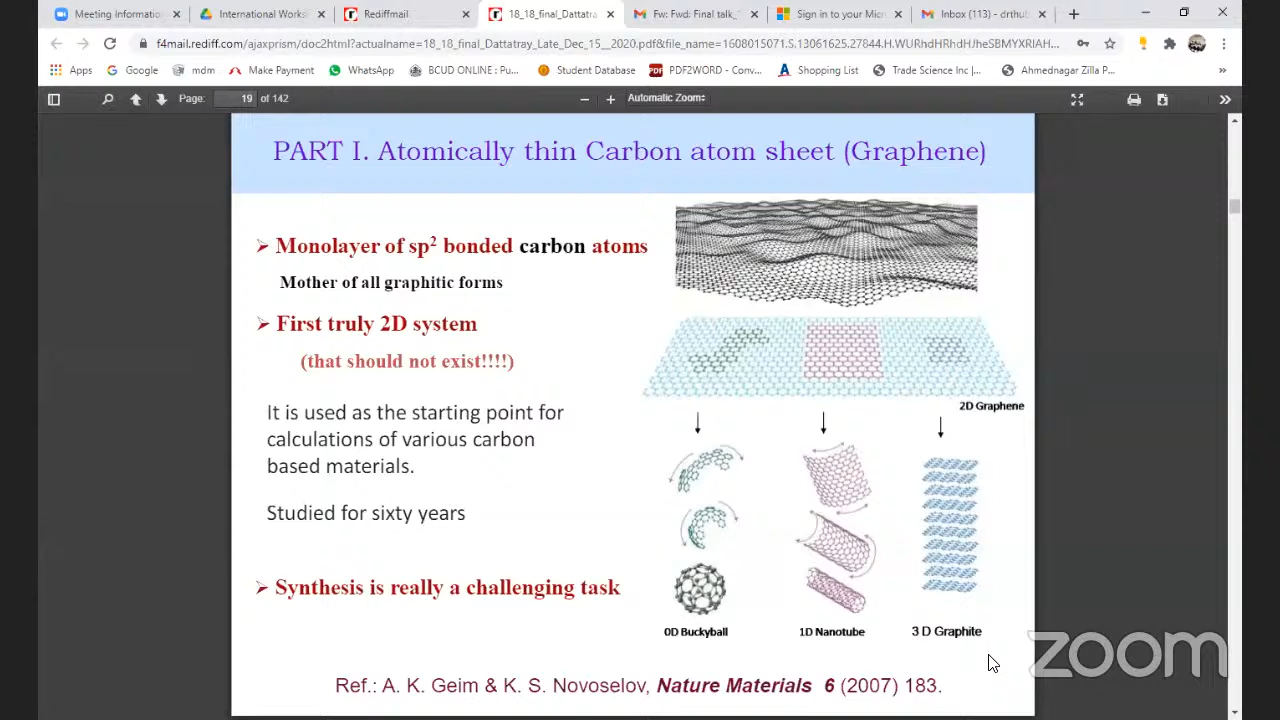 Meeting Informatio
International Works
Rediffmail
18_18_final_Dattatra
Fw: Fwd: Final talk_
Sign in to your Micr
Inbox (113) - drthub
f4mail.rediff.com/ajaxprism/doc2html?actualname=18_18_final_Dattatray_Late_Dec_15__2020.pdf&file_name=1608015071.S.13061625.27844.H.WURhdHRhdHJheSBMYXRlIAH...
Apps
Google
mdm
Make Payment
WhatsApp
BCUD ONLINE : Pu...
Student Database
PDF2WORD - Conv...
Shopping List
Trade Science Inc |...
Ahmednagar Zilla P...
Page: 19 of 142
Automatic Zoom
PART I. Atomically thin Carbon atom sheet (Graphene)
➢ Monolayer of sp² bonded carbon atoms
Mother of all graphitic forms
➢ First truly 2D system
(that should not exist!!!!)
It is used as the starting point for
calculations of various carbon
based materials.
Studied for sixty years
➢ Synthesis is really a challenging task
2D Graphene
0D Buckyball
1D Nanotube
3 D Graphite
Ref.: A. K. Geim & K. S. Novoselov, Nature Materials 6 (2007) 183.
zoom